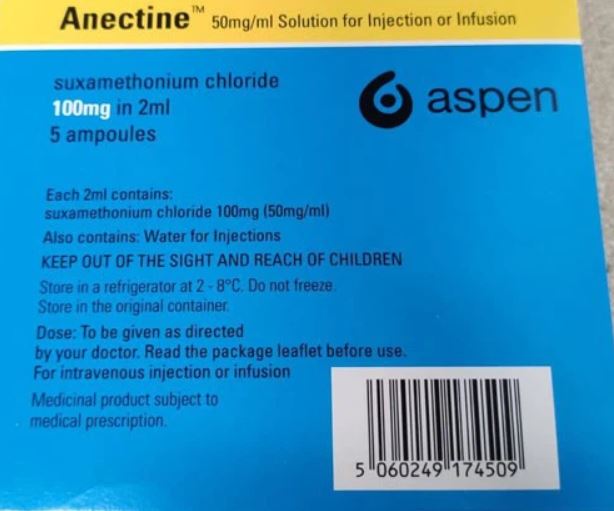 Anectine™ 50mg/ml Solution for Injection or Infusion
suxamethonium chloride
100mg in 2ml
5 ampoules
aspen
Each 2ml contains:
suxamethonium chloride 100mg (50mg/ml)
Also contains: Water for Injections
KEEP OUT OF THE SIGHT AND REACH OF CHILDREN
Store in a refrigerator at 2 - 8°C. Do not freeze.
Store in the original container.
Dose: To be given as directed
by your doctor. Read the package leaflet before use.
For intravenous injection or infusion
Medicinal product subject to
medical prescription.
5 060249 174509